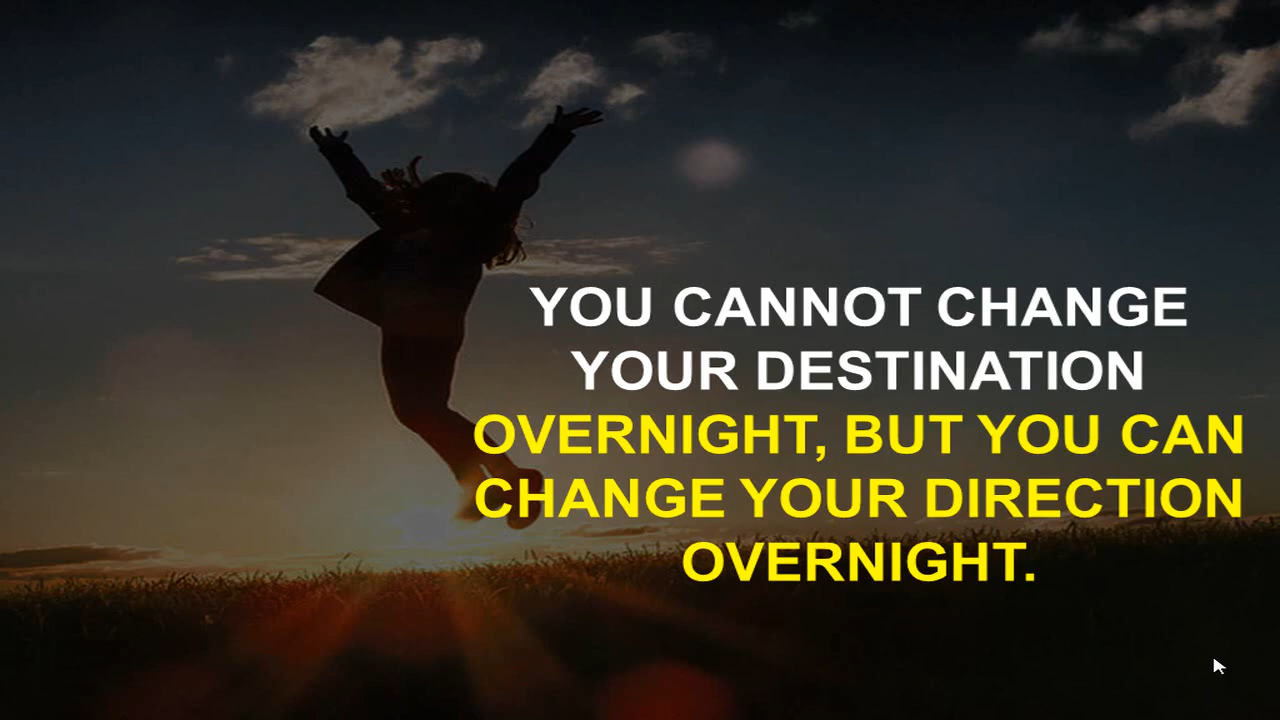 YOU CANNOT CHANGE
YOUR DESTINATION
OVERNIGHT, BUT YOU CAN
CHANGE YOUR DIRECTION
OVERNIGHT.